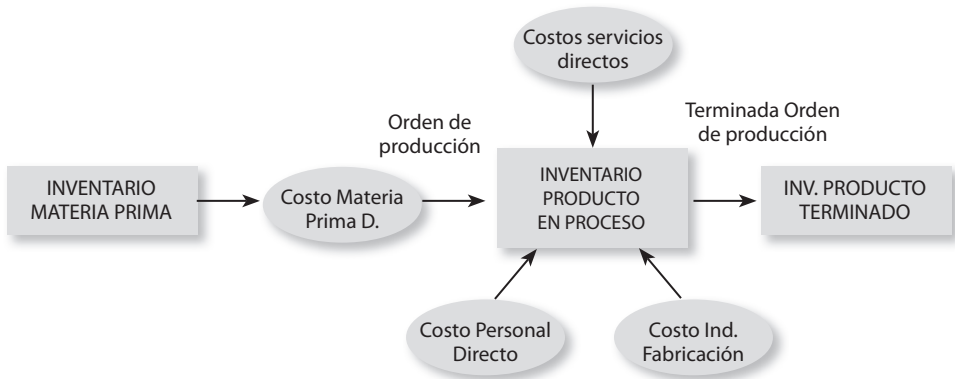 Costos servicios
directos
Orden de
producción
Terminada Orden
de producción
INVENTARIO
MATERIA PRIMA
Costo Materia
Prima D.
INVENTARIO
PRODUCTO
EN PROCESO
INV. PRODUCTO
TERMINADO
Costo Personal
Directo
Costo Ind.
Fabricación